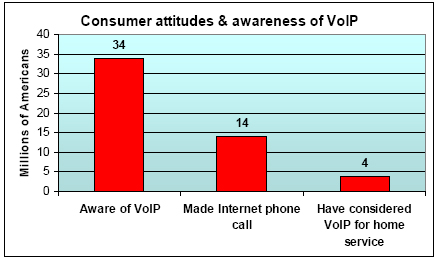 Consumer attitudes & awareness of VoIP
Millions of Americans
40
35
30
25
20
15
10
5
0
34
14
4
Aware of VoIP
Made Internet phone
call
Have considered
VoIP for home
service